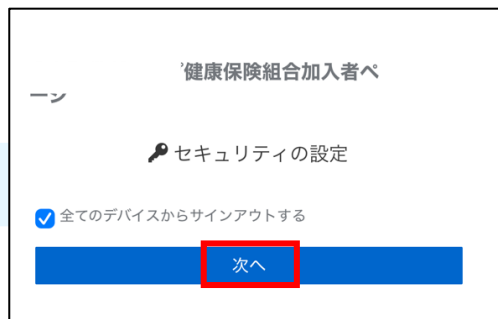 健康保険組合加入者ペ
ージ
セキュリティの設定
全てのデバイスからサインアウトする
次へ